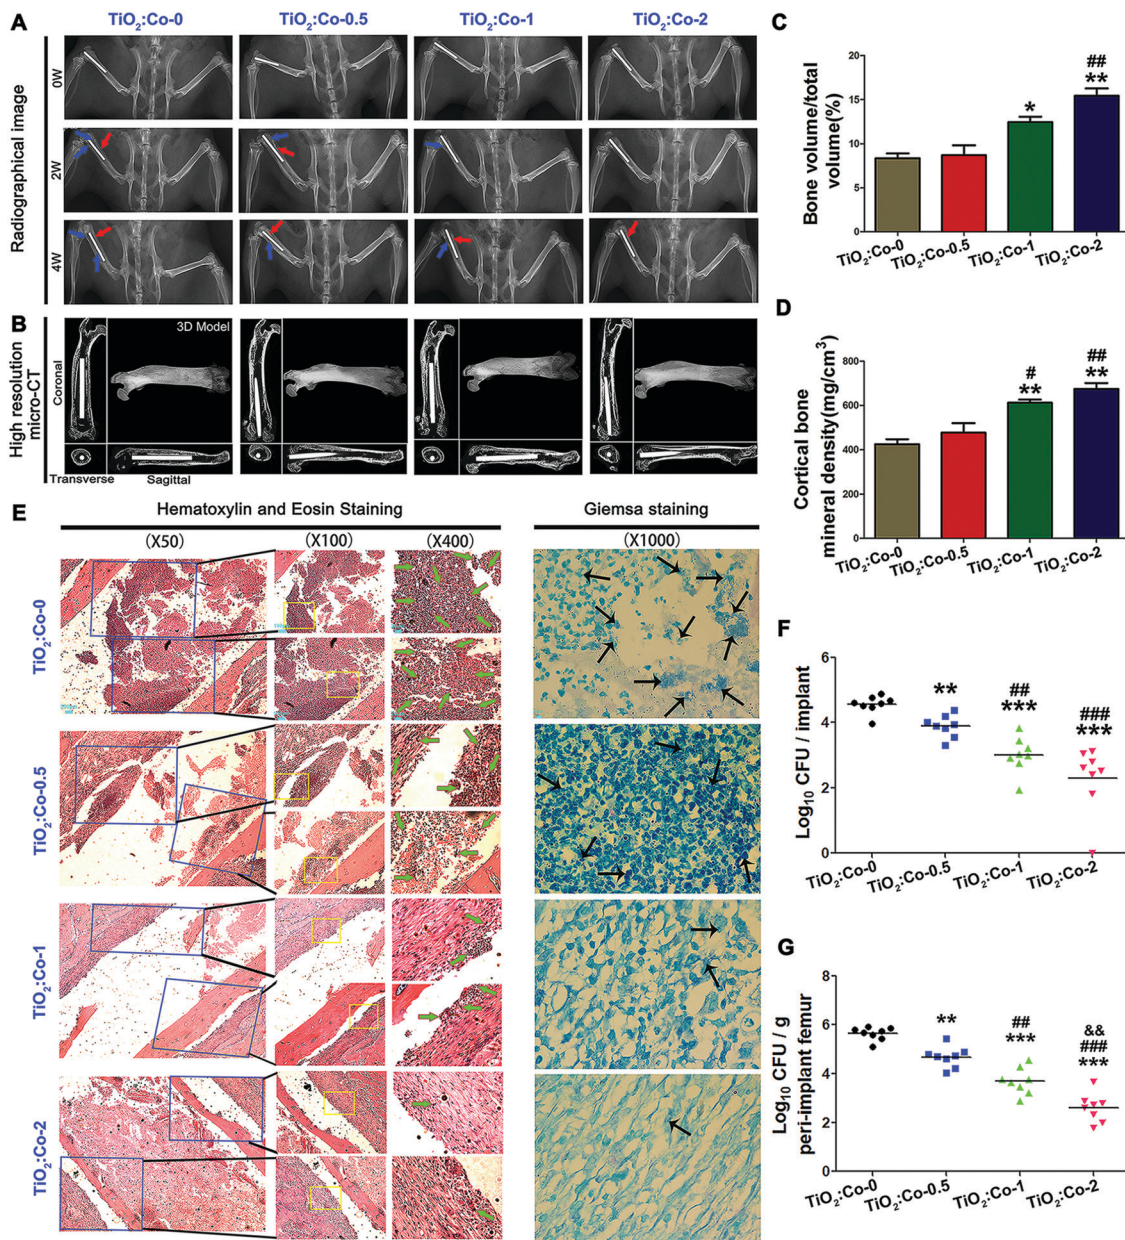 A
TiO2:Co-0
TiO2:Co-0.5
TiO2:Co-1
TiO2:Co-2
Radiographical image
0W
2W
4W
B
High resolution
micro-CT
Coronal
3D Model
Transverse
Sagittal
C
Bone volume/total
volume(%)
20
15
10
5
0
*
##
**
TiO2:Co-0
TiO2:Co-0.5
TiO2:Co-1
TiO2:Co-2
D
Cortical bone
mineral density(mg/cm3)
800
600
400
200
0
#
**
##
**
TiO2:Co-0
TiO2:Co-0.5
TiO2:Co-1
TiO2:Co-2
E
Hematoxylin and Eosin Staining
Giemsa staining
(X50)
(X100)
(X400)
(X1000)
TiO2:Co-0
TiO2:Co-0.5
TiO2:Co-1
TiO2:Co-2
F
Log10 CFU / implant
6
4
2
0
**
##
***
###
***
TiO2:Co-0
TiO2:Co-0.5
TiO2:Co-1
TiO2:Co-2
G
Log10 CFU / g
peri-implant femur
8
6
4
2
0
**
##
***
&&
###
***
TiO2:Co-0
TiO2:Co-0.5
TiO2:Co-1
TiO2:Co-2